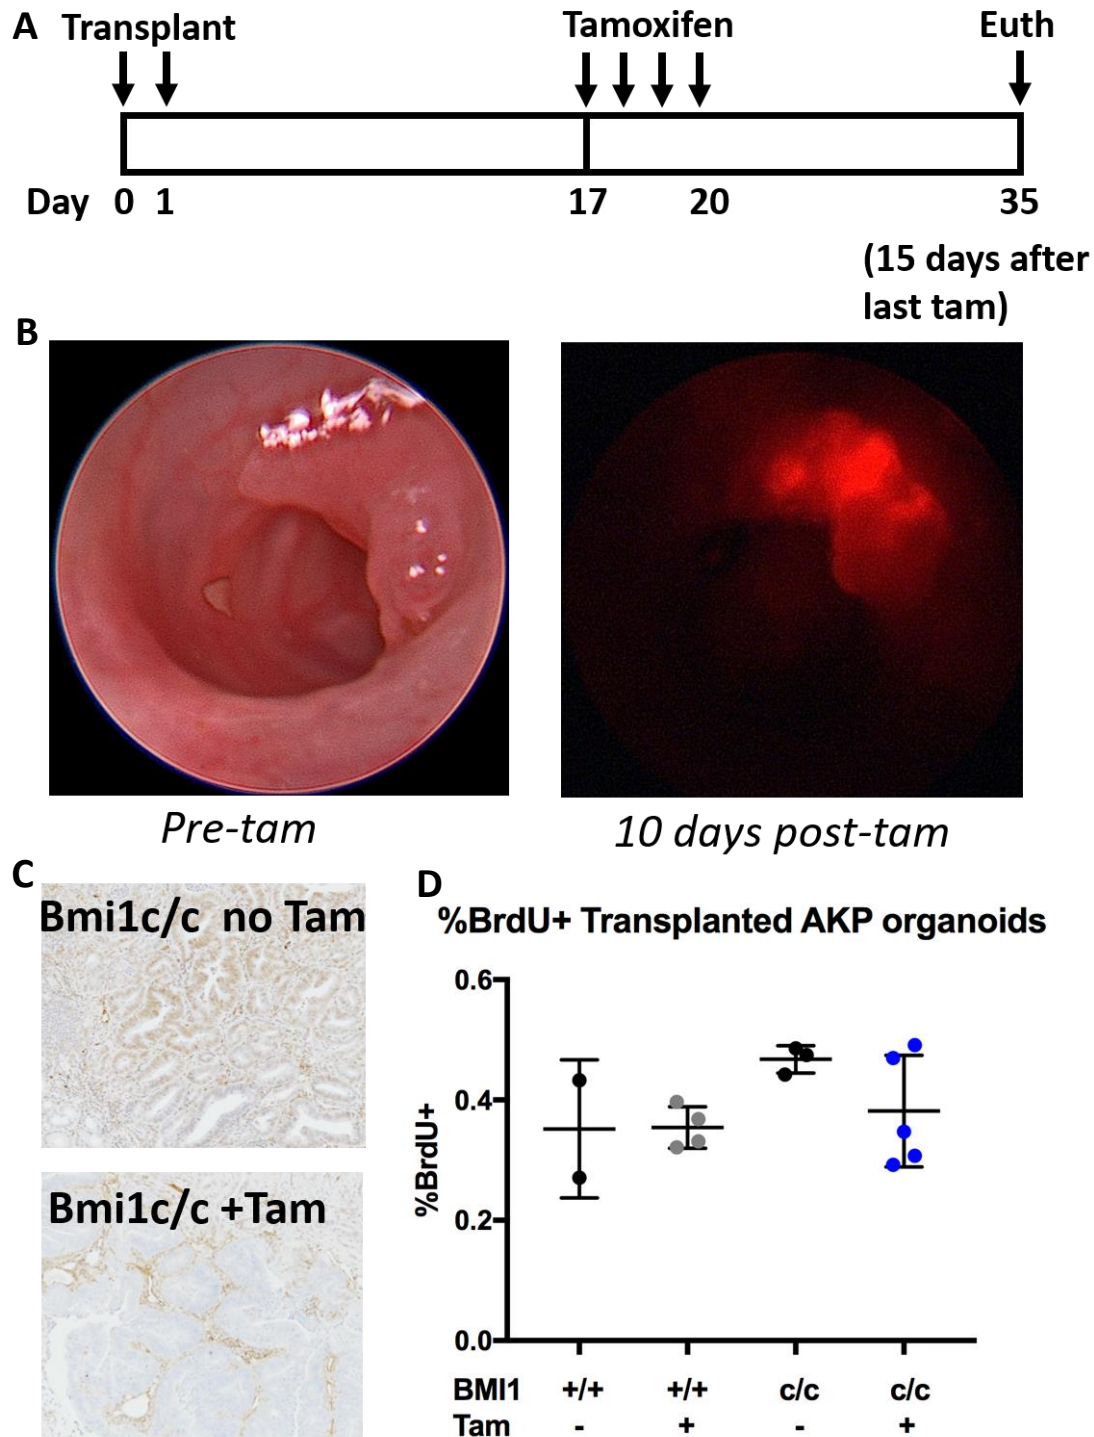 A Transplant Tamoxifen Euth
Day 0 1 17 20 35
(15 days after
last tam)
B
Pre-tam 10 days post-tam
C
Bmi1c/c no Tam
Bmi1c/c +Tam
D
%BrdU+ Transplanted AKP organoids
%BrdU+
0.6
0.4
0.2
0.0
BMI1 +/+ +/+ c/c c/c
Tam - + - +